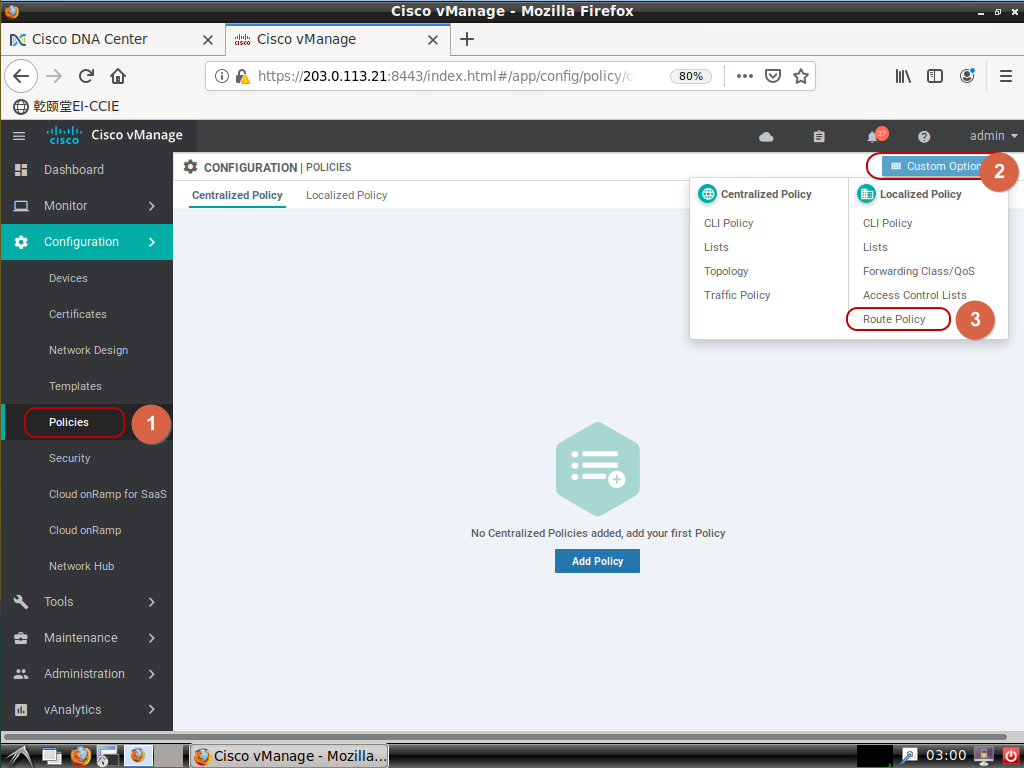 Cisco vManage - Mozilla Firefox
Cisco DNA Center
Cisco vManage
https://203.0.113.21:8443/index.html#/app/config/policy/
80%
乾颐堂EI-CCIE
CISCO
Cisco vManage
27
admin
Dashboard
Monitor
Configuration
Devices
Certificates
Network Design
Templates
Policies
1
Security
Cloud onRamp for SaaS
Cloud onRamp
Network Hub
Tools
Maintenance
Administration
vAnalytics
CONFIGURATION | POLICIES
Custom Option
2
Centralized Policy
Localized Policy
Centralized Policy
CLI Policy
Lists
Topology
Traffic Policy
Localized Policy
CLI Policy
Lists
Forwarding Class/QoS
Access Control Lists
Route Policy
3
No Centralized Policies added, add your first Policy
Add Policy
Cisco vManage - Mozilla...
03:00